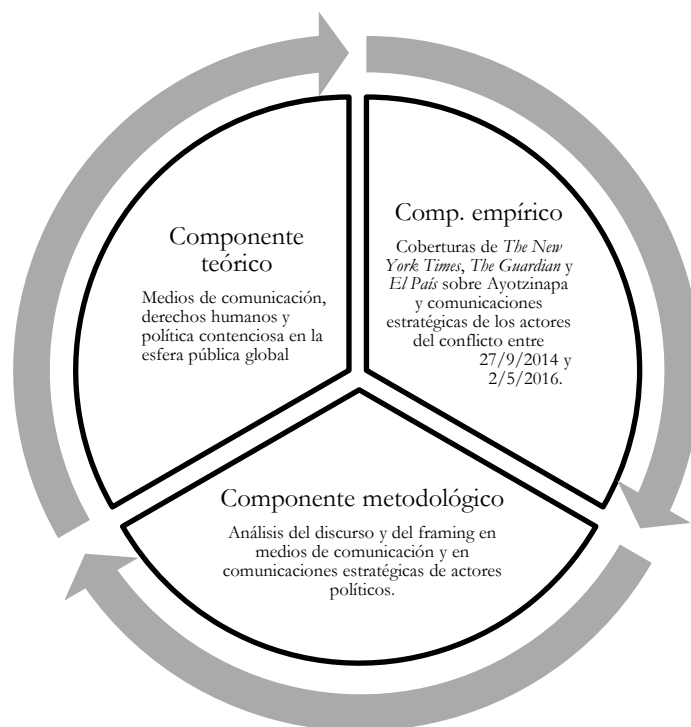 Componente
teórico
Medios de comunicación,
derechos humanos y
política contenciosa en la
esfera pública global
Comp. empírico
Coberturas de The New
York Times, The Guardian y
El País sobre Ayotzinapa
y comunicaciones
estratégicas de los actores
del conflicto entre
27/9/2014 y
2/5/2016.
Componente metodológico
Análisis del discurso y del framing en
medios de comunicación y en
comunicaciones estratégicas de actores
políticos.